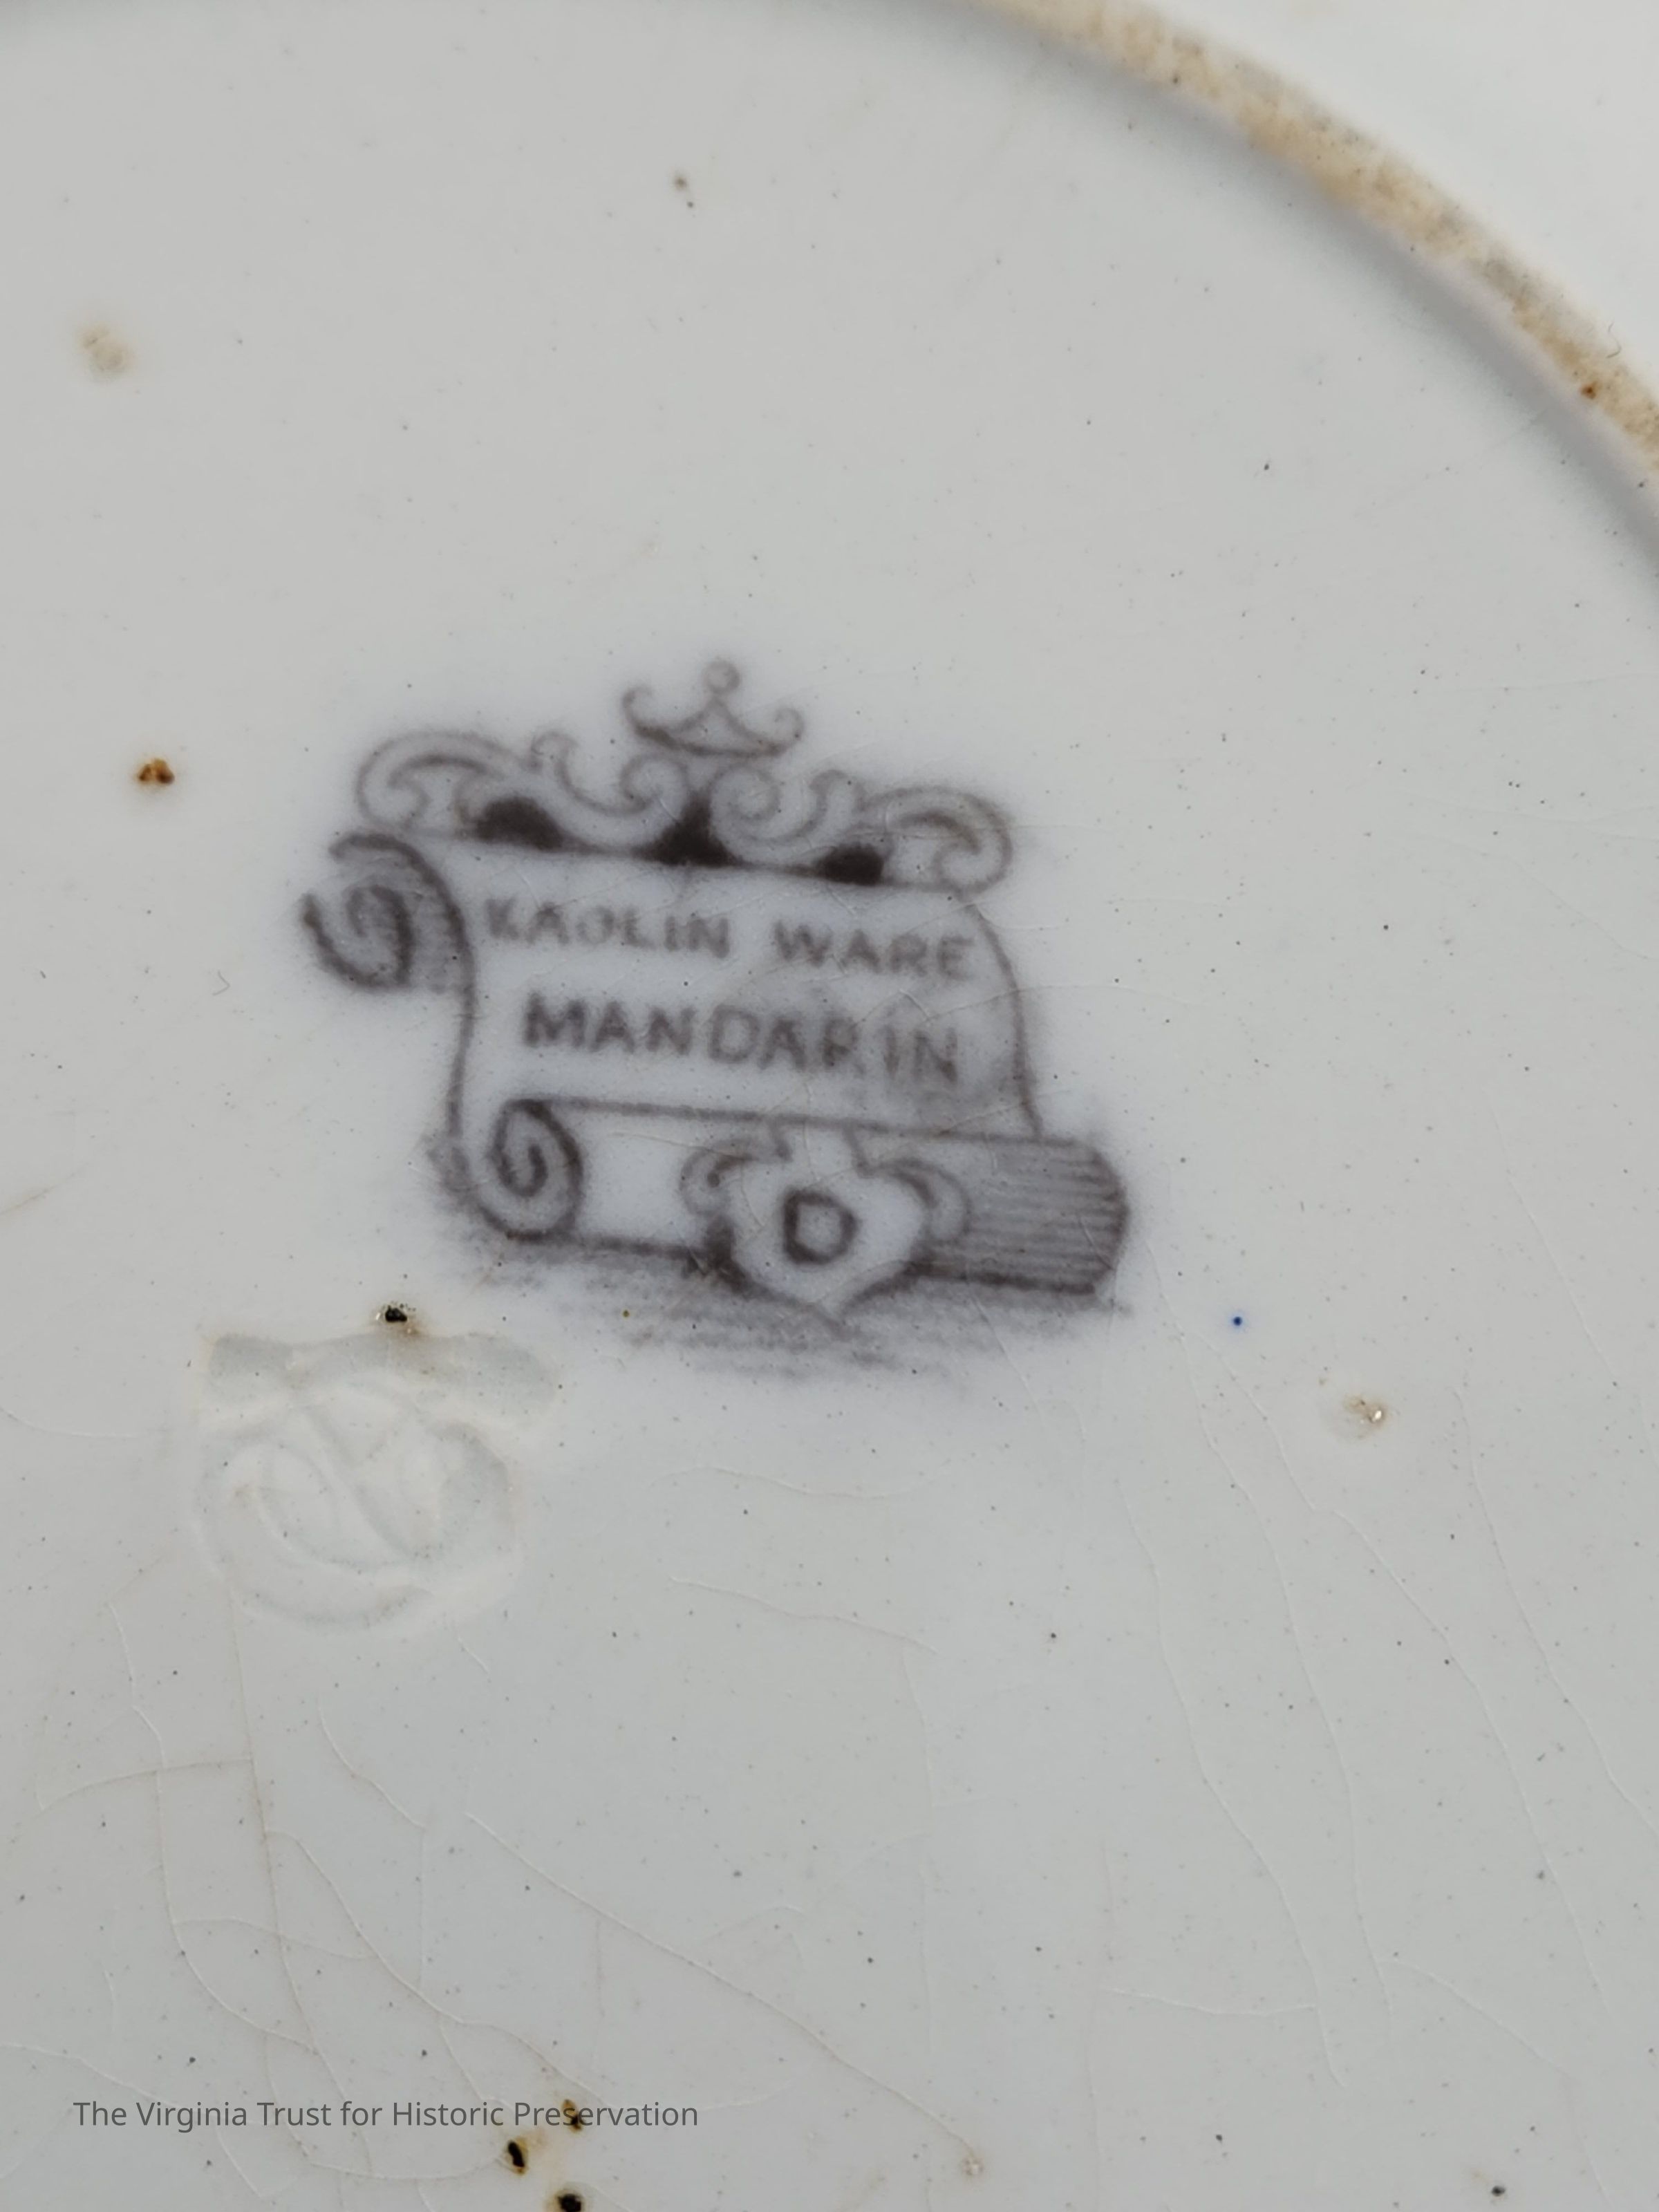 KAOLIN WARE
MANDARIN
D
The Virginia Trust for Historic Preservation